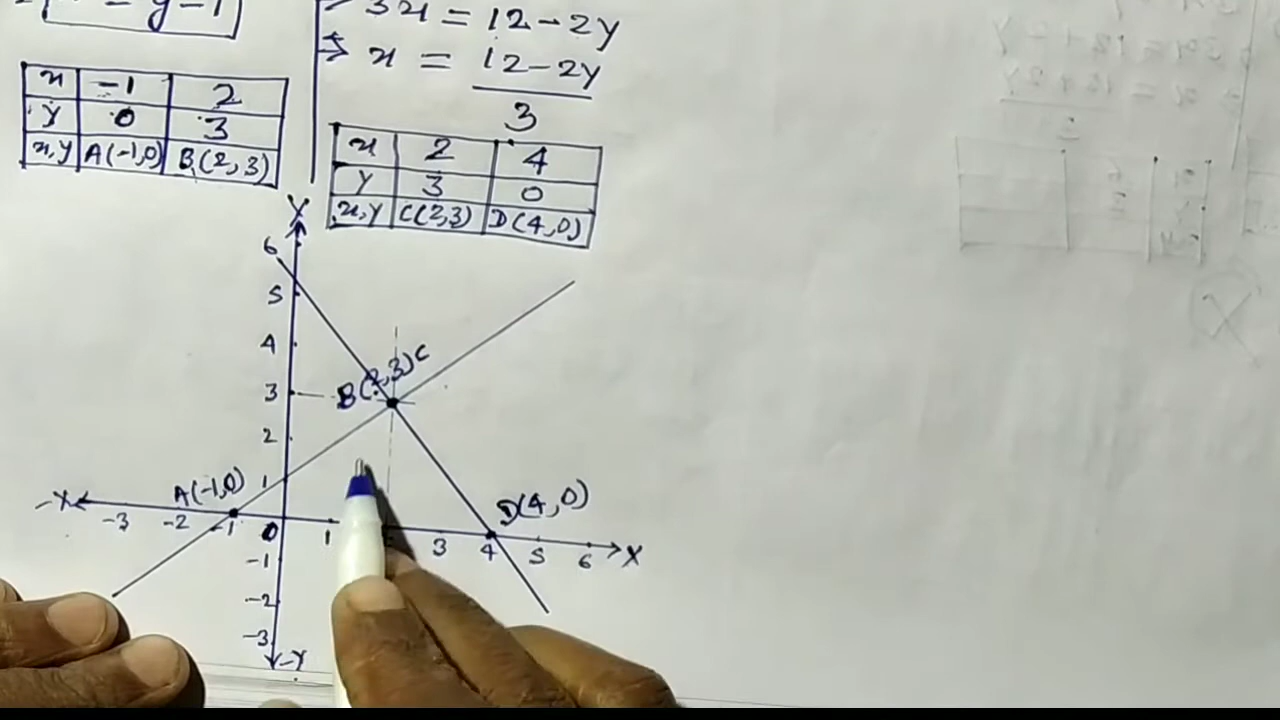 x = y-1
3x = 12-2y
⇒ x = 12-2y
3
x -1 2
y 0 3
x,y A(-1,0) B(2,3)
x 2 4
y 3 0
x,y C(2,3) D(4,0)
Y
6
5
4
3
2
1
B(2,3)C
A(-1,0)
D(4,0)
-X -3 -2 -1 0 1 3 4 5 6 X
-1
-2
-3
-Y